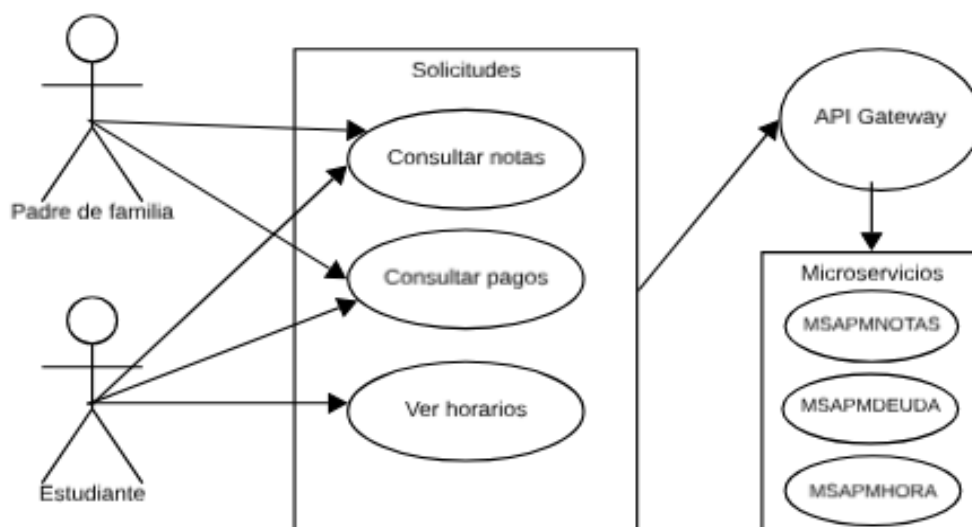 Solicitudes
API Gateway
Consultar notas
Padre de familia
Consultar pagos
Microservicios
MSAPMNOTAS
MSAPMDEUDA
Ver horarios
MSAPMHORA
Estudiante